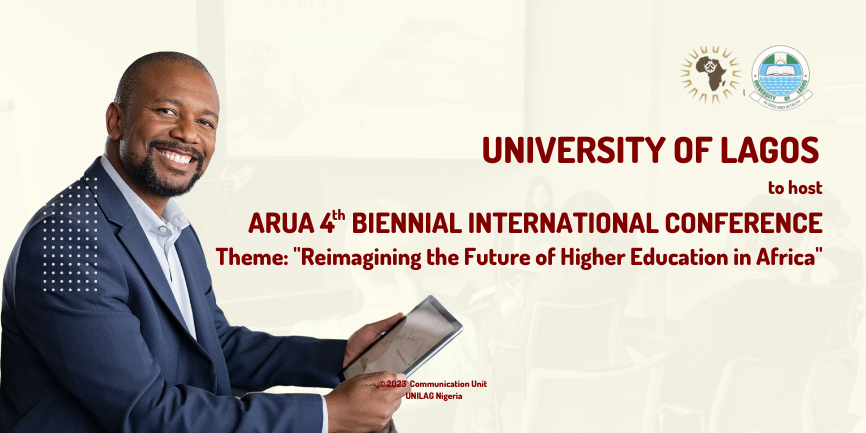 UNIVERSITY OF LAGOS
to host
ARUA 4th BIENNIAL INTERNATIONAL CONFERENCE
Theme: "Reimagining the Future of Higher Education in Africa"
© 2023 Communication Unit
UNILAG Nigeria